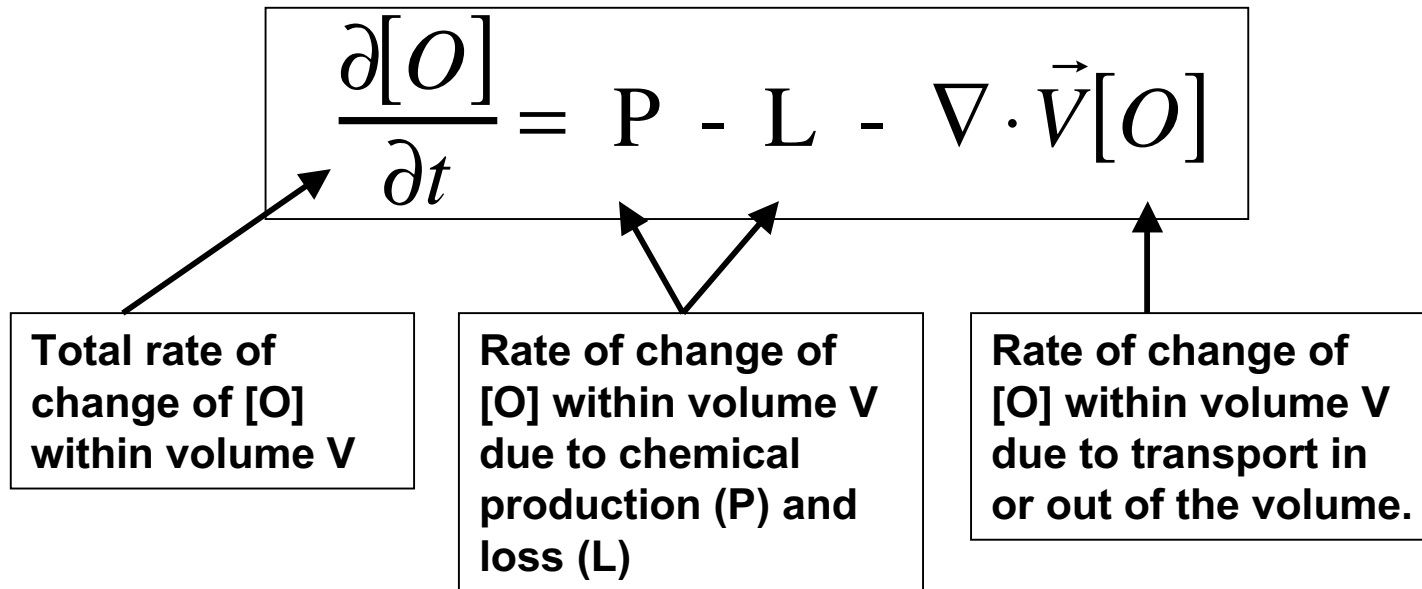 ∂[O]/∂t = P - L - ∇·V⃗[O]
Total rate of
change of [O]
within volume V
Rate of change of
[O] within volume V
due to chemical
production (P) and
loss (L)
Rate of change of
[O] within volume V
due to transport in
or out of the volume.